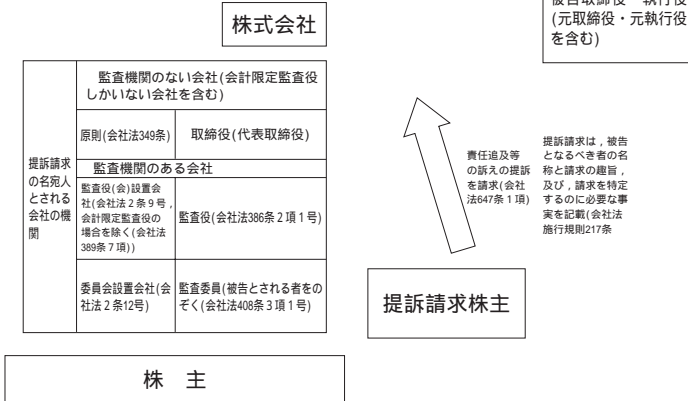 被告取締役・執行役
(元取締役・元執行役
を含む)
株式会社
監査機関のない会社(会計限定監査役
しかいない会社を含む)
原則(会社法349条)
取締役(代表取締役)
提訴請求
の名宛人
とされる
会社の機
関
監査機関のある会社
監査役(会)設置会
社(会社法2条9号,
会計限定監査役の
場合を除く(会社法
389条7項))
監査役(会社法386条2項1号)
委員会設置会社(会
社法2条12号)
監査委員(被告とされる者をの
ぞく(会社法408条3項1号)
責任追及等
の訴えの提訴
を請求(会社
法647条1項)
提訴請求は,被告
となるべき者の名
称と請求の趣旨,
及び,請求を特定
するのに必要な事
実を記載(会社法
施行規則217条
提訴請求株主
株 主